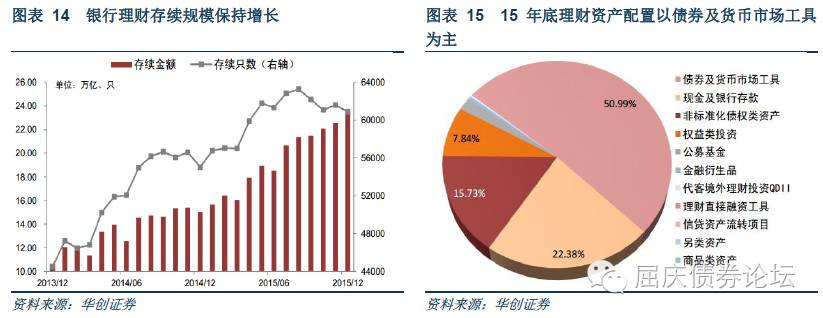 图表 14 银行理财存续规模保持增长
存续金额 存续只数（右轴）
单位：万亿、只
26.00
24.00
22.00
20.00
18.00
16.00
14.00
12.00
10.00
64000
60000
56000
52000
48000
44000
2013/12 2014/06 2014/12 2015/06 2015/12
资料来源：华创证券
图表 15 15 年底理财资产配置以债券及货币市场工具
为主
50.99%
22.38%
15.73%
7.84%
债券及货币市场工具
现金及银行存款
非标准化债权类资产
权益类投资
公募基金
金融衍生品
代客境外理财投资QDII
理财直接融资工具
信贷资产流转项目
另类资产
商品类资产
资料来源：华创证券
屈庆债券论坛